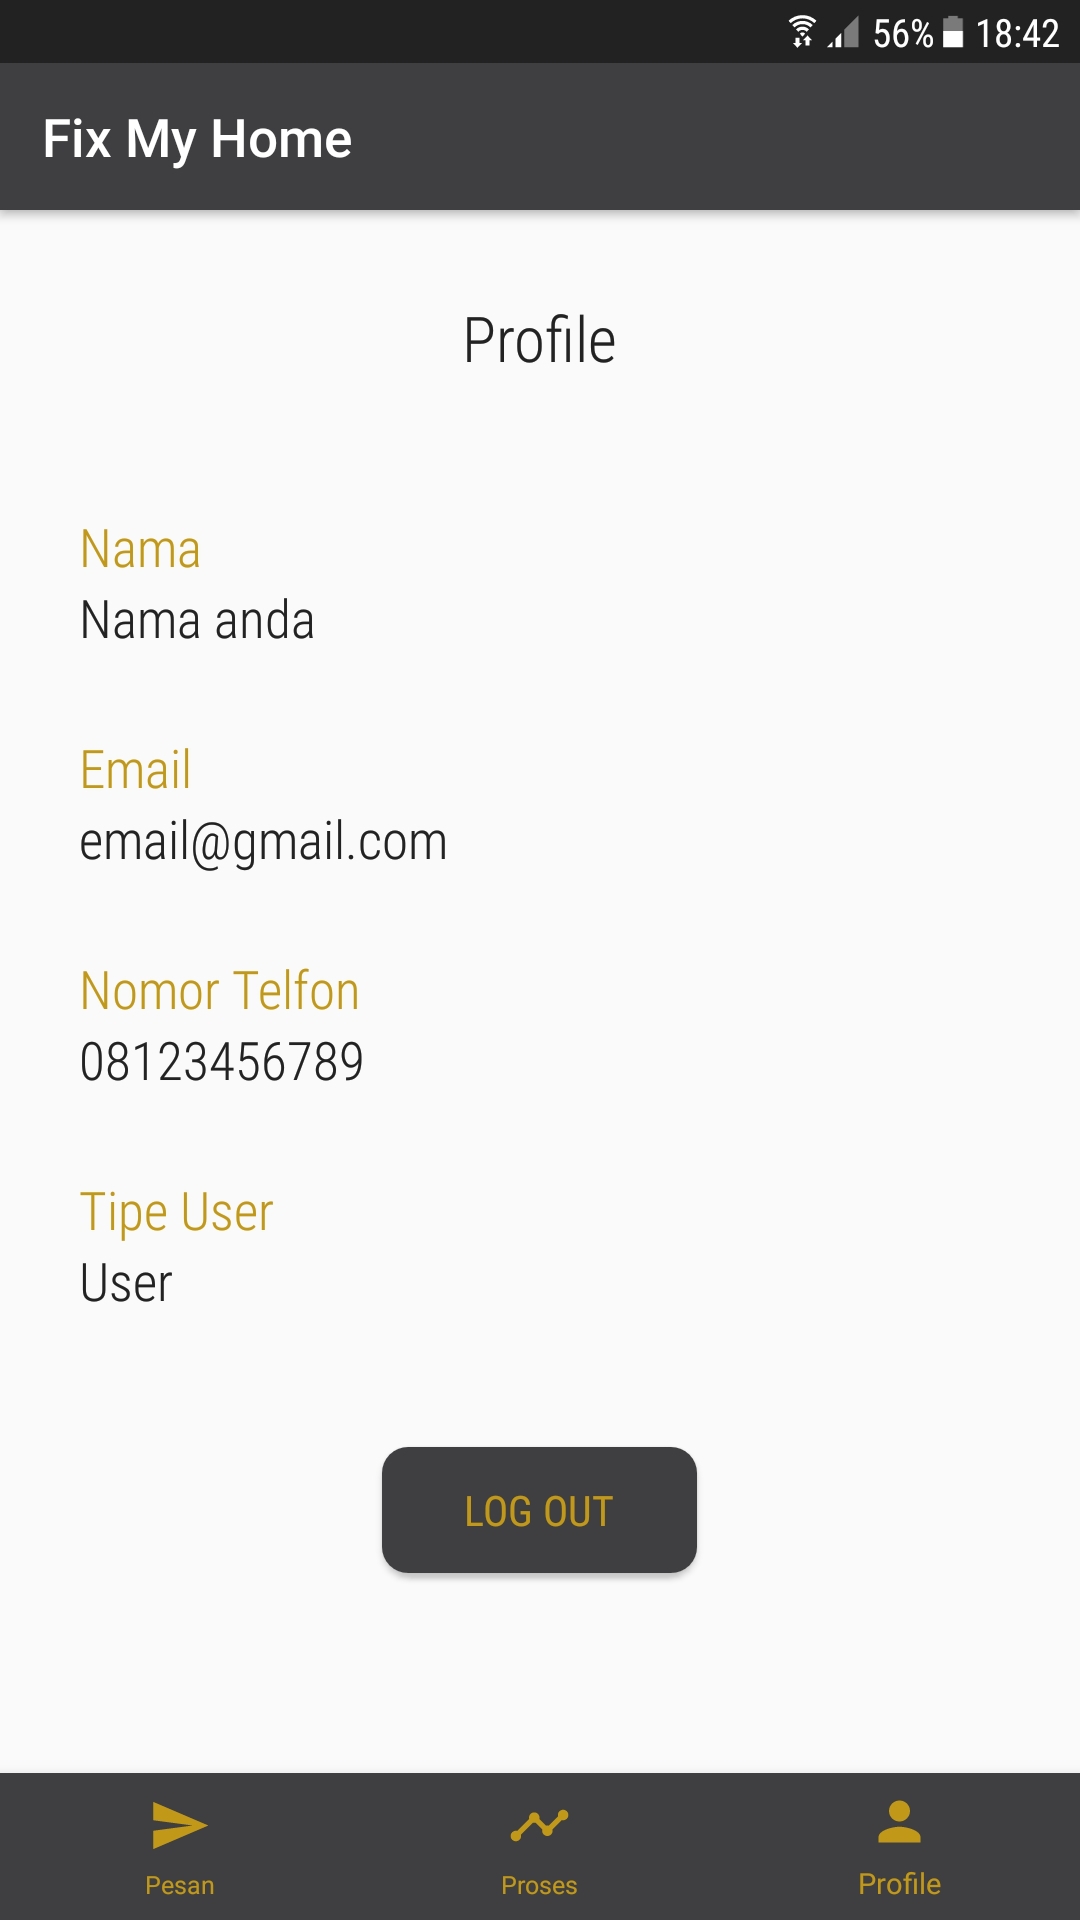 56% 18:42
Fix My Home
Profile
Nama
Nama anda
Email
email@gmail.com
Nomor Telfon
08123456789
Tipe User
User
LOG OUT
Pesan Proses Profile